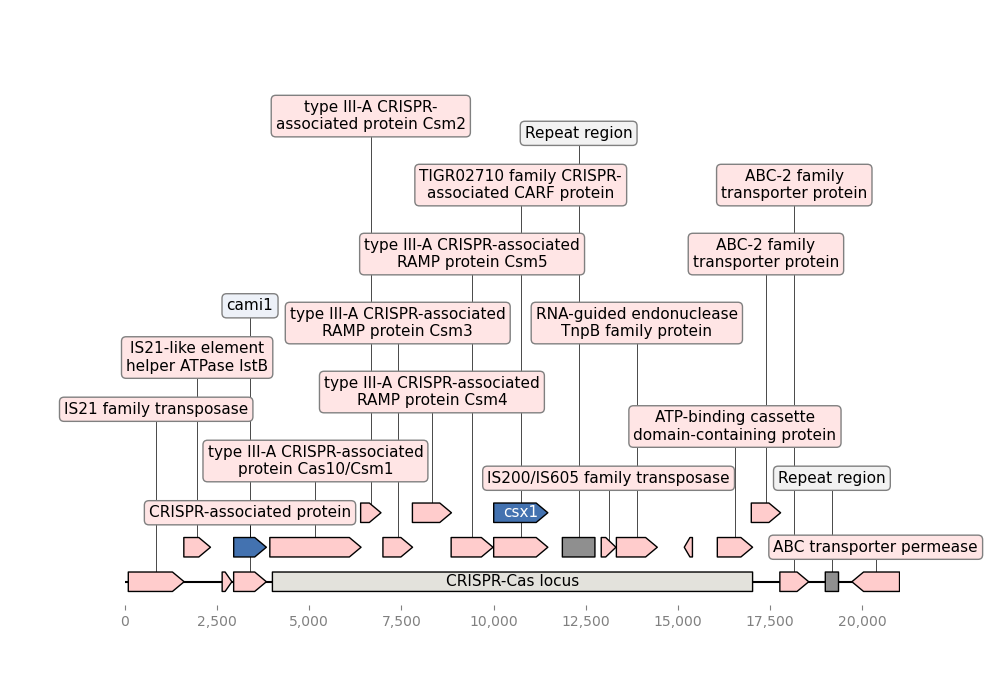 type III-A CRISPR-
associated protein Csm2
Repeat region
TIGR02710 family CRISPR-
associated CARF protein
ABC-2 family
transporter protein
type III-A CRISPR-associated
RAMP protein Csm5
ABC-2 family
transporter protein
cami1
type III-A CRISPR-associated
RAMP protein Csm3
RNA-guided endonuclease
TnpB family protein
IS21-like element
helper ATPase IstB
type III-A CRISPR-associated
RAMP protein Csm4
IS21 family transposase
ATP-binding cassette
domain-containing protein
type III-A CRISPR-associated
protein Cas10/Csm1
IS200/IS605 family transposase
Repeat region
CRISPR-associated protein
csx1
ABC transporter permease
CRISPR-Cas locus
0 2,500 5,000 7,500 10,000 12,500 15,000 17,500 20,000